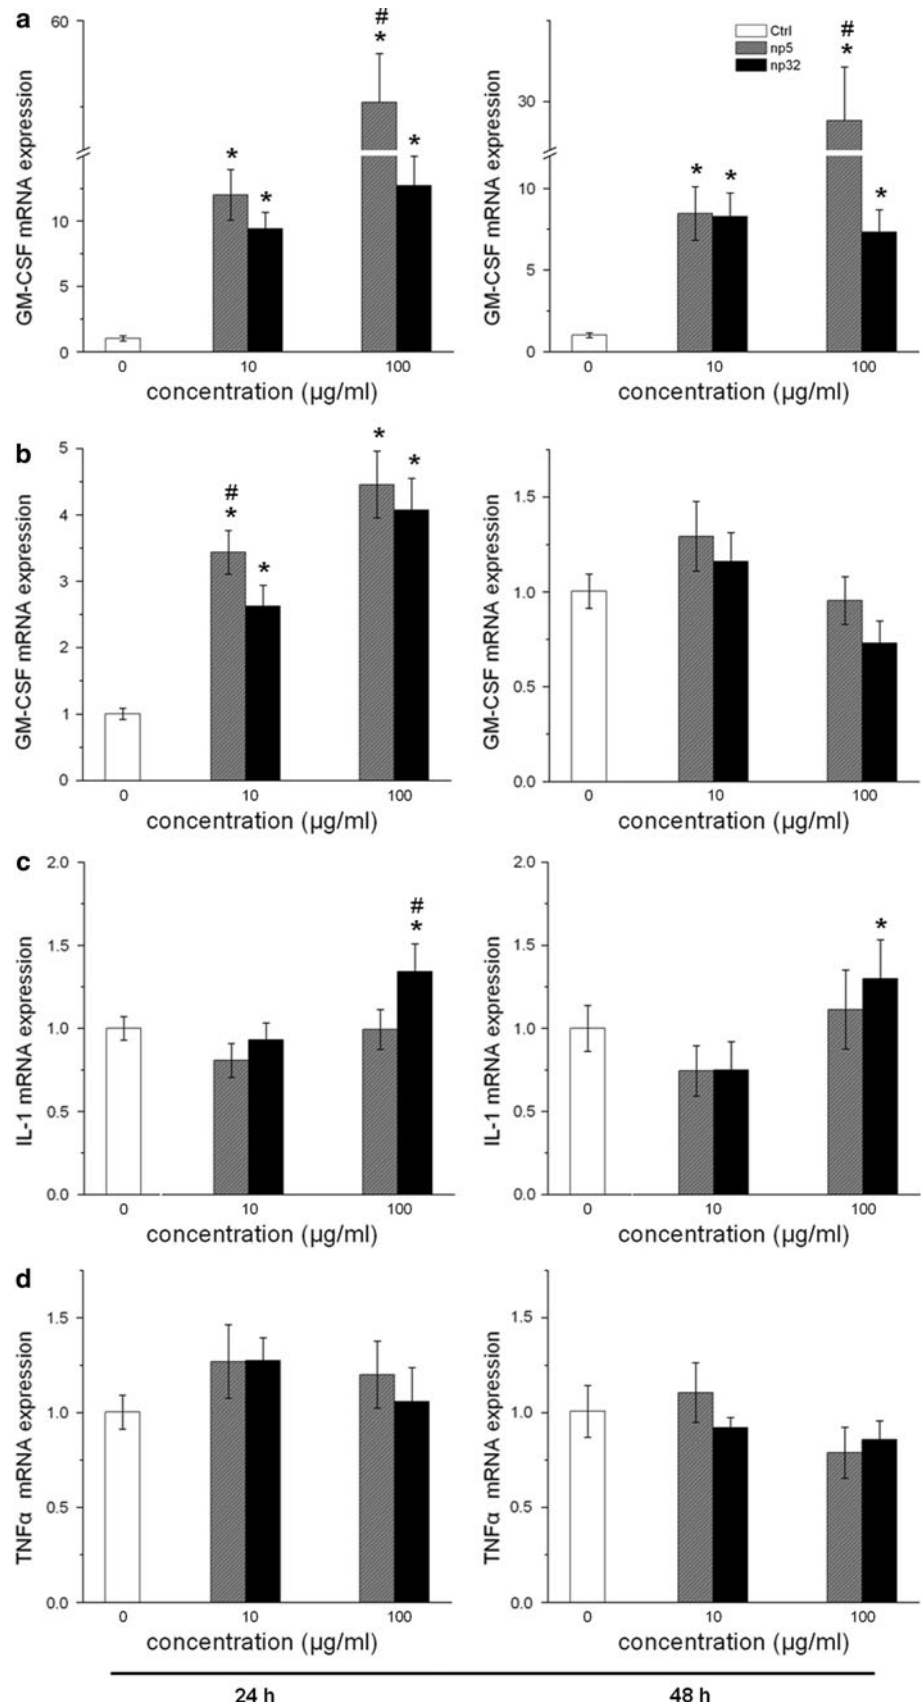 a
60
10
5
0
GM-CSF mRNA expression
*
*
#
*
*
0 10 100
concentration (µg/ml)
30
10
5
0
GM-CSF mRNA expression
Ctrl
np5
np32
*
*
#
*
*
0 10 100
concentration (µg/ml)
b
5
4
3
2
1
0
GM-CSF mRNA expression
#
*
*
*
*
0 10 100
concentration (µg/ml)
1.5
1.0
0.5
0.0
GM-CSF mRNA expression
0 10 100
concentration (µg/ml)
c
2.0
1.5
1.0
0.5
0.0
IL-1 mRNA expression
#
*
0 10 100
concentration (µg/ml)
2.0
1.5
1.0
0.5
0.0
IL-1 mRNA expression
*
0 10 100
concentration (µg/ml)
d
1.5
1.0
0.5
0.0
TNFα mRNA expression
0 10 100
concentration (µg/ml)
1.5
1.0
0.5
0.0
TNFα mRNA expression
0 10 100
concentration (µg/ml)
24 h
48 h